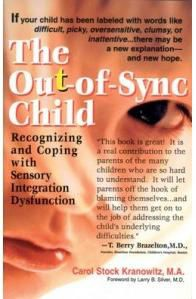 If your child has been labeled with words like
difficult, picky, oversensitive, clumsy, or
inattentive...there may be
a new explanation—
and new hope.
The
Out-of-Sync
Child
Recognizing
and Coping
with
Sensory
Integration
Dysfunction
"This book is great! It is
a real contribution to the
parents of the many
children who are so hard
to understand. It will let
parents off the hook of
blaming themselves...and
will help them get on to
the job of addressing the
child's underlying
difficulties."
—T. Berry Brazelton, M.D.,
Carol Stock Kranowitz, M.A.
Foreword by Larry B. Silver, M.D.